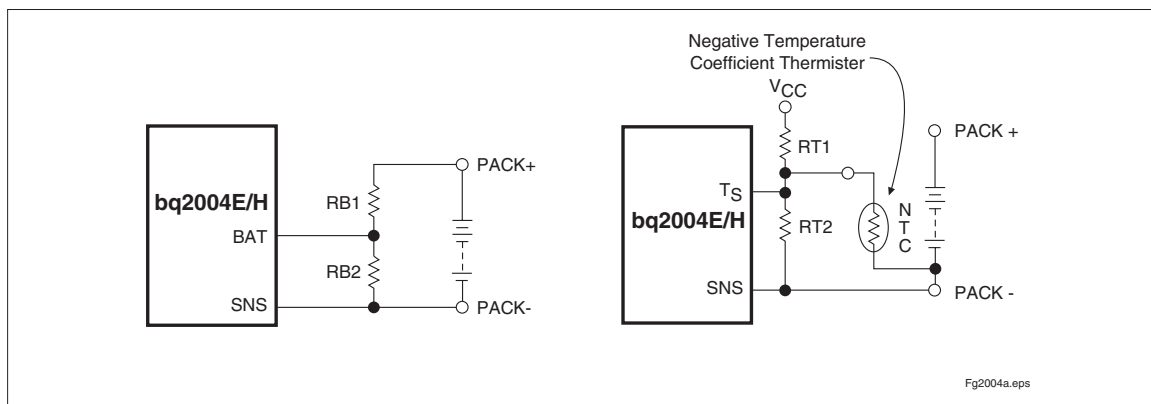 bq2004E/H
BAT
SNS
RB1
RB2
PACK+
PACK-
Negative Temperature
Coefficient Thermister
VCC
bq2004E/H
TS
SNS
RT1
RT2
N
T
C
PACK +
PACK -
Fg2004a.eps